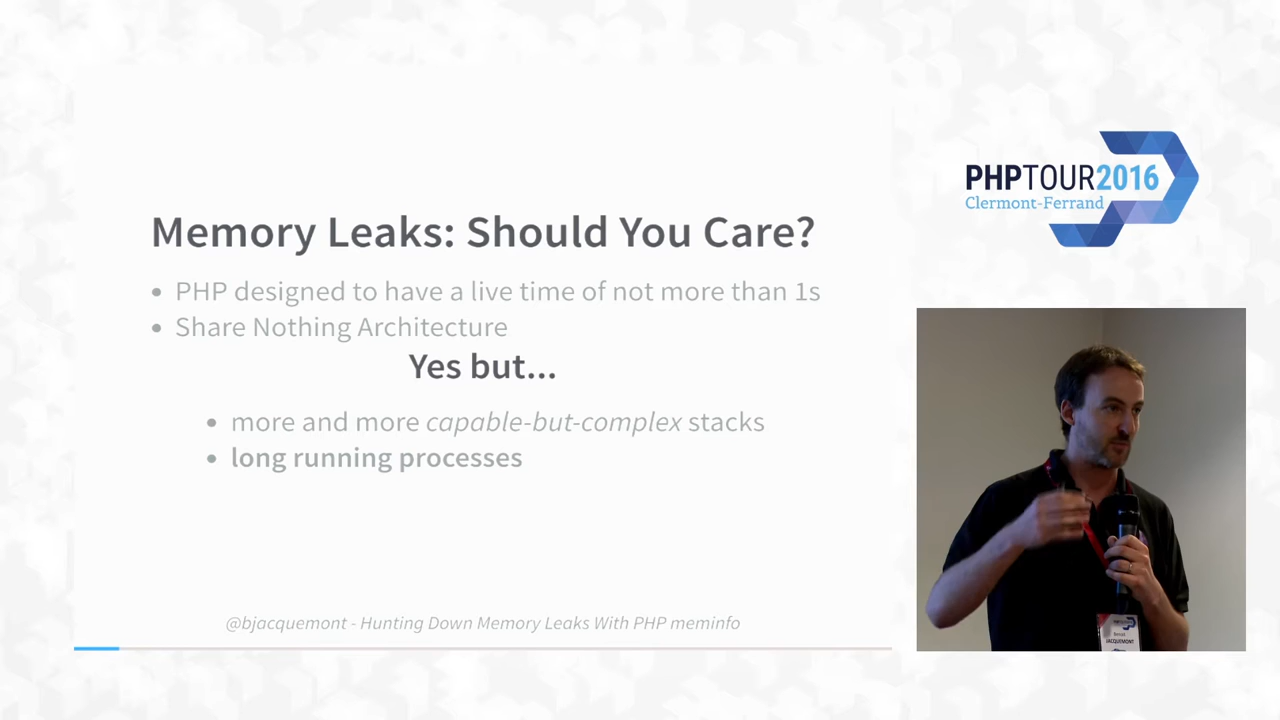 Memory Leaks: Should You Care?
PHP designed to have a live time of not more than 1s
Share Nothing Architecture
Yes but...
more and more capable-but-complex stacks
long running processes
@bjacquemont - Hunting Down Memory Leaks With PHP meminfo
PHPTOUR2016
Clermont-Ferrand
JACQUEMONT